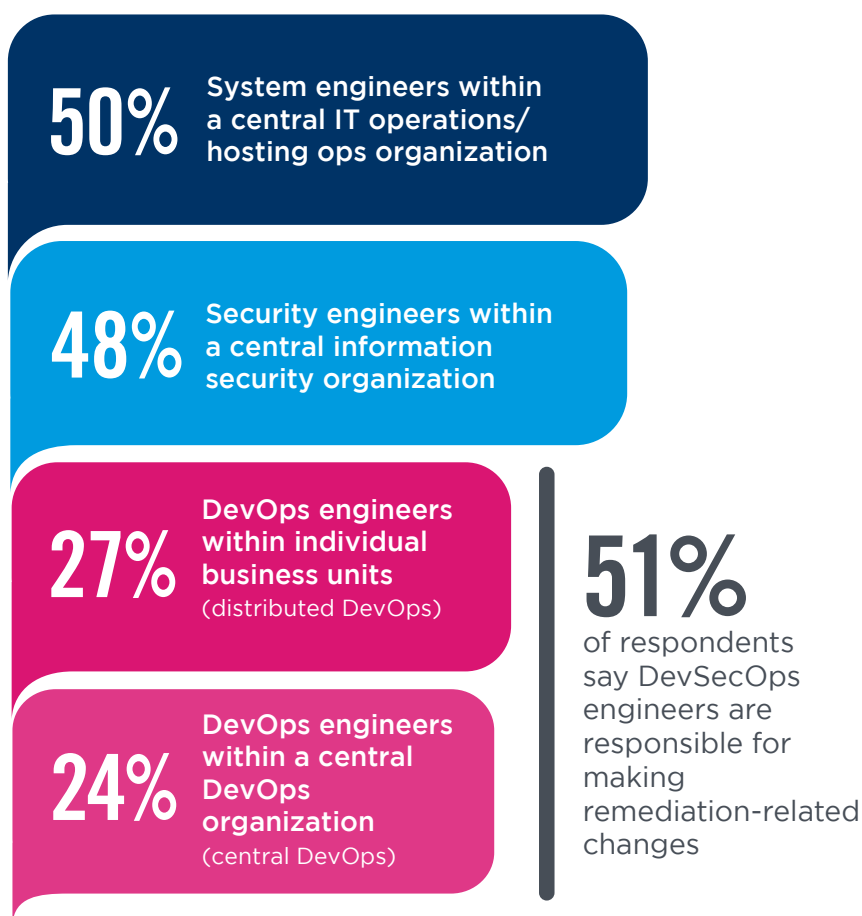 50%
System engineers within
a central IT operations/
hosting ops organization
48%
Security engineers within
a central information
security organization
27%
DevOps engineers
within individual
business units
(distributed DevOps)
24%
DevOps engineers
within a central
DevOps
organization
(central DevOps)
51%
of respondents
say DevSecOps
engineers are
responsible for
making
remediation-related
changes